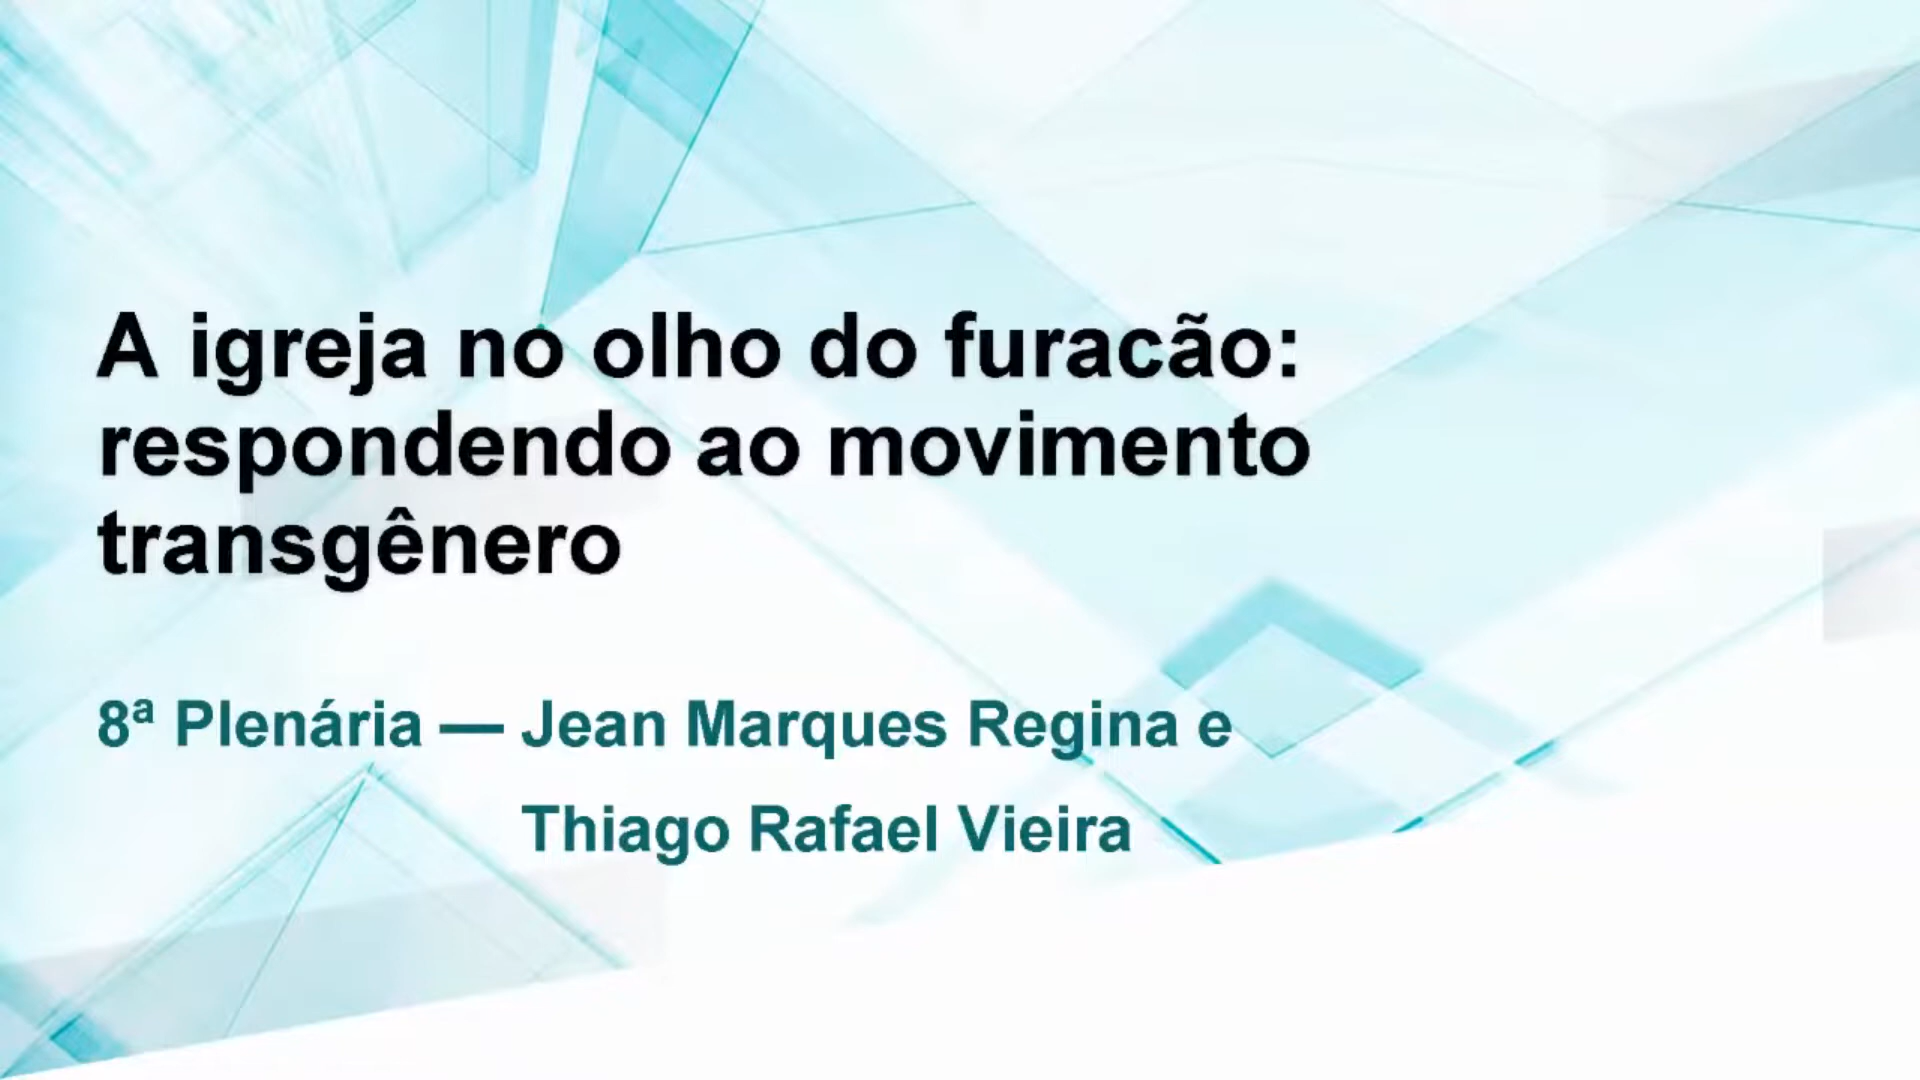 A igreja no olho do furacão:
respondendo ao movimento
transgênero
8ª Plenária — Jean Marques Regina e
Thiago Rafael Vieira